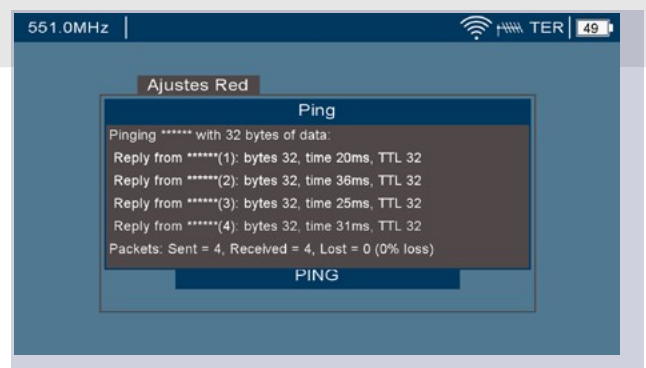 551.0MHz TER 49
Ajustes Red
Ping
Pinging ****** with 32 bytes of data:
Reply from ******(1): bytes 32, time 20ms, TTL 32
Reply from ******(2): bytes 32, time 36ms, TTL 32
Reply from ******(3): bytes 32, time 25ms, TTL 32
Reply from ******(4): bytes 32, time 31ms, TTL 32
Packets: Sent = 4, Received = 4, Lost = 0 (0% loss)
PING